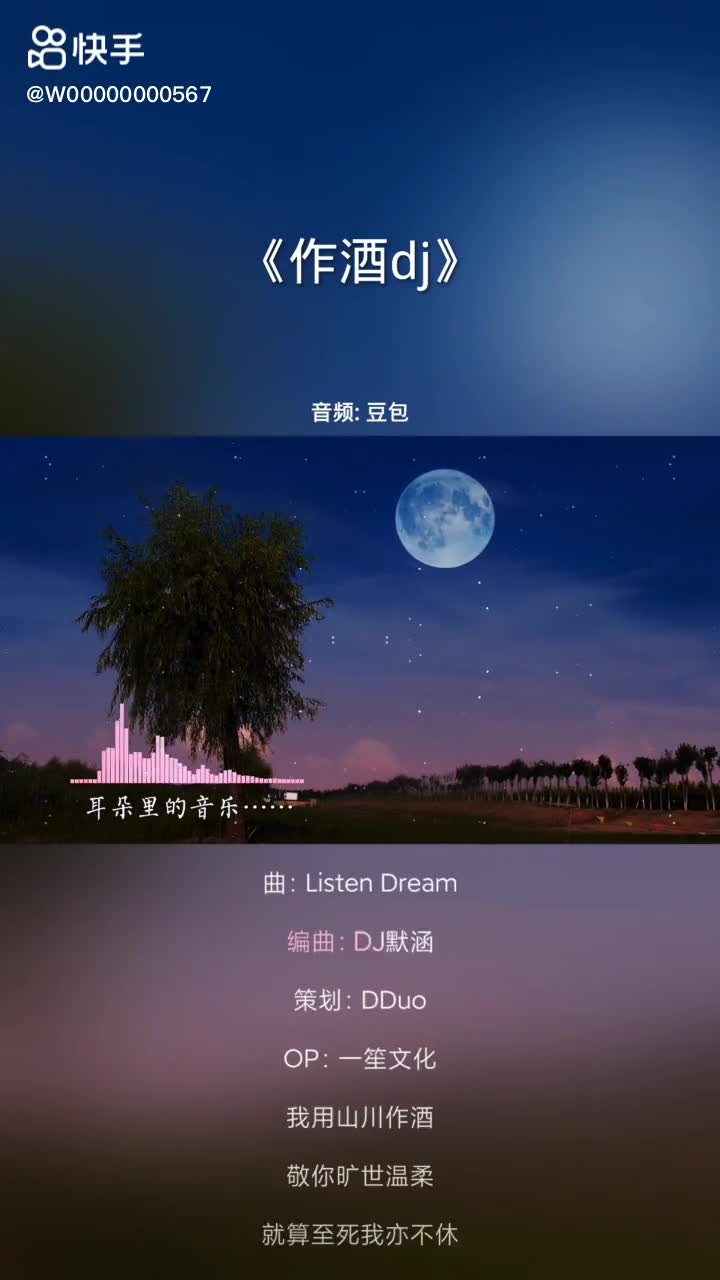 快手
@W00000000567
《作酒dj》
音频: 豆包
耳朵里的音乐······
曲: Listen Dream
编曲: DJ默涵
策划: DDuo
OP: 一笙文化
我用山川作酒
敬你旷世温柔
就算至死我亦不休